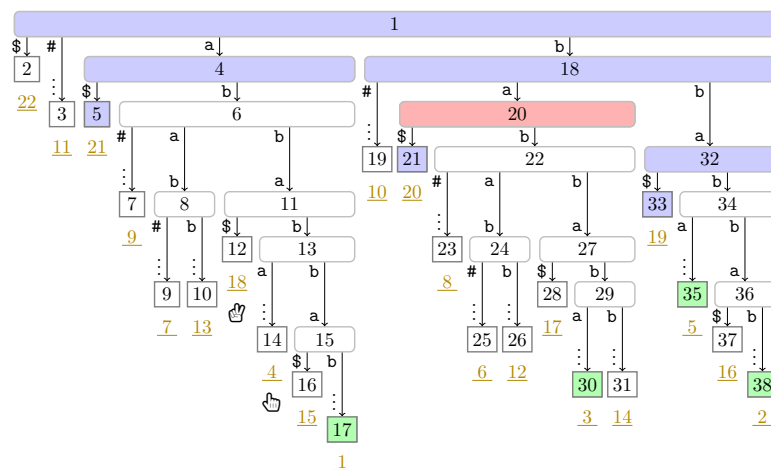 1
$ # a b
2 4 18
22 $ b # a b
3 5 6 20
11 21 # a b $ b a
19 21 22 32
10 20 # a b $ b
7 8 11 33 34
9 b a $ b 19 a b
# b 12 13 23 24 27 a
18 a b 8 # b $ b
9 10 28 29 35 36
7 13 17 a b 5 $ b
14 15 25 26 37
4 $ b 6 12 16
16 30 31 38
15 3 14 2
17
1